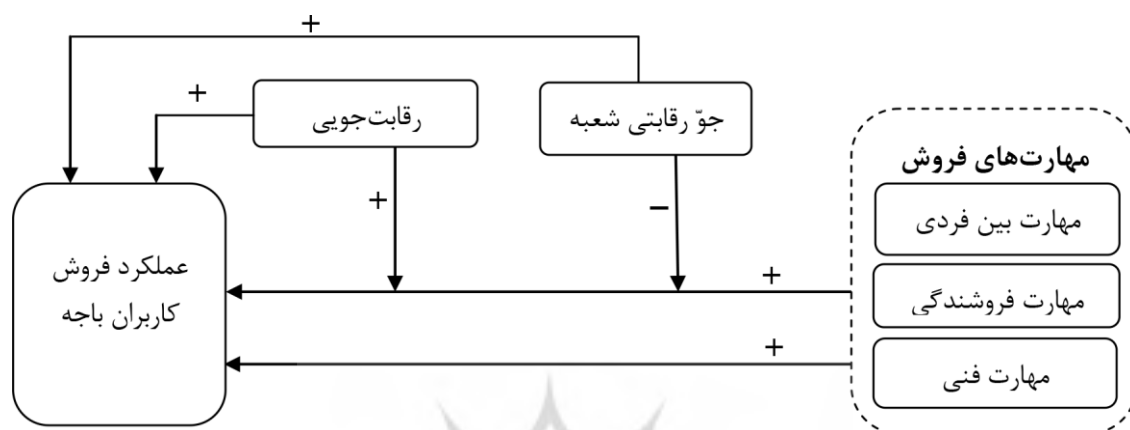 +
جوّ رقابتی شعبه
رقابت‌جویی
+
مهارت‌های فروش
مهارت بین فردی
مهارت فروشندگی
مهارت فنی
+
−
+
+
عملکرد فروش
کاربران باجه